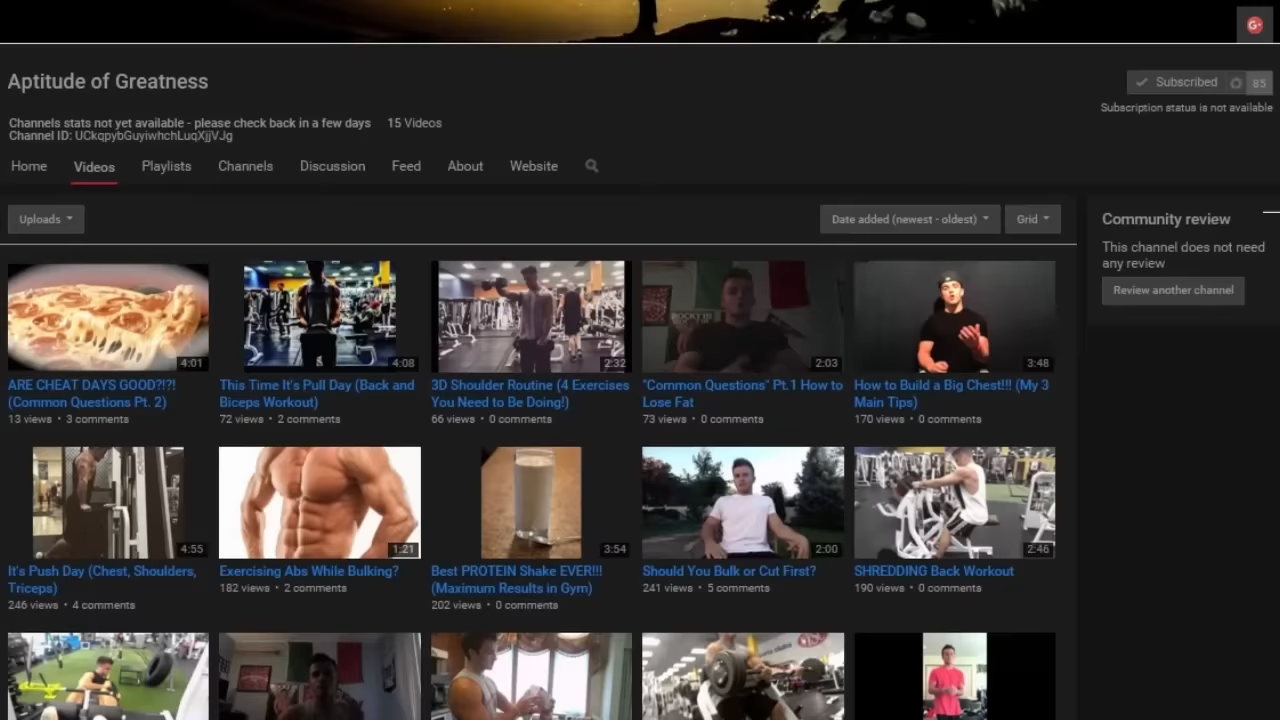 G+
Aptitude of Greatness
Subscribed
85
Subscription status is not available
Channels stats not yet available - please check back in a few days 15 Videos
Channel ID: UCkqpybGuyiwhchLuqXjjVJg
Home Videos Playlists Channels Discussion Feed About Website
Uploads Date added (newest - oldest) Grid
Community review
This channel does not need
any review
Review another channel
4:01 4:08 2:32 2:03 3:48
ARE CHEAT DAYS GOOD?!?!
(Common Questions Pt. 2)
13 views • 3 comments
This Time It's Pull Day (Back and
Biceps Workout)
72 views • 2 comments
3D Shoulder Routine (4 Exercises
You Need to Be Doing!)
66 views • 0 comments
"Common Questions" Pt.1 How to
Lose Fat
73 views • 0 comments
How to Build a Big Chest!!! (My 3
Main Tips)
170 views • 0 comments
4:55 1:21 3:54 2:00 2:46
It's Push Day (Chest, Shoulders,
Triceps)
246 views • 4 comments
Exercising Abs While Bulking?
182 views • 2 comments
Best PROTEIN Shake EVER!!!
(Maximum Results in Gym)
202 views • 0 comments
Should You Bulk or Cut First?
241 views • 5 comments
SHREDDING Back Workout
190 views • 0 comments